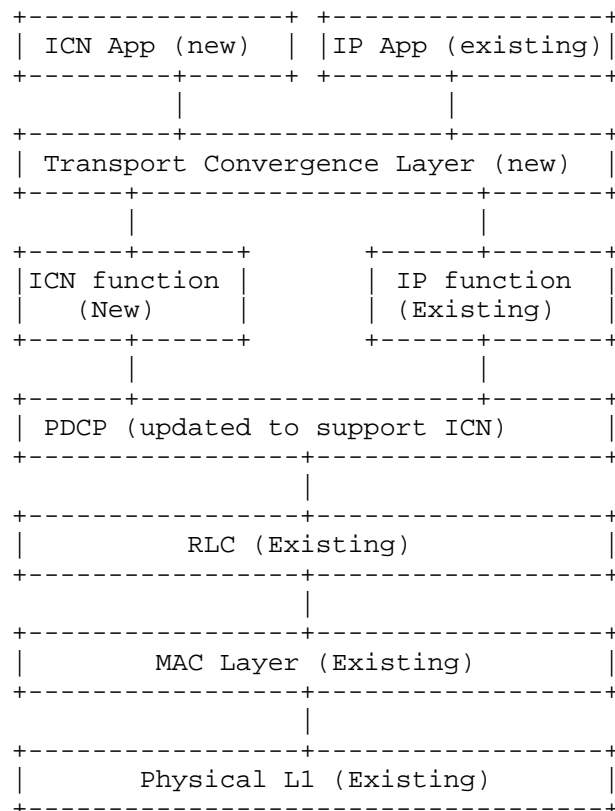 ICN App (new) IP App (existing)
Transport Convergence Layer (new)
ICN function IP function
(New) (Existing)
PDCP (updated to support ICN)
RLC (Existing)
MAC Layer (Existing)
Physical L1 (Existing)